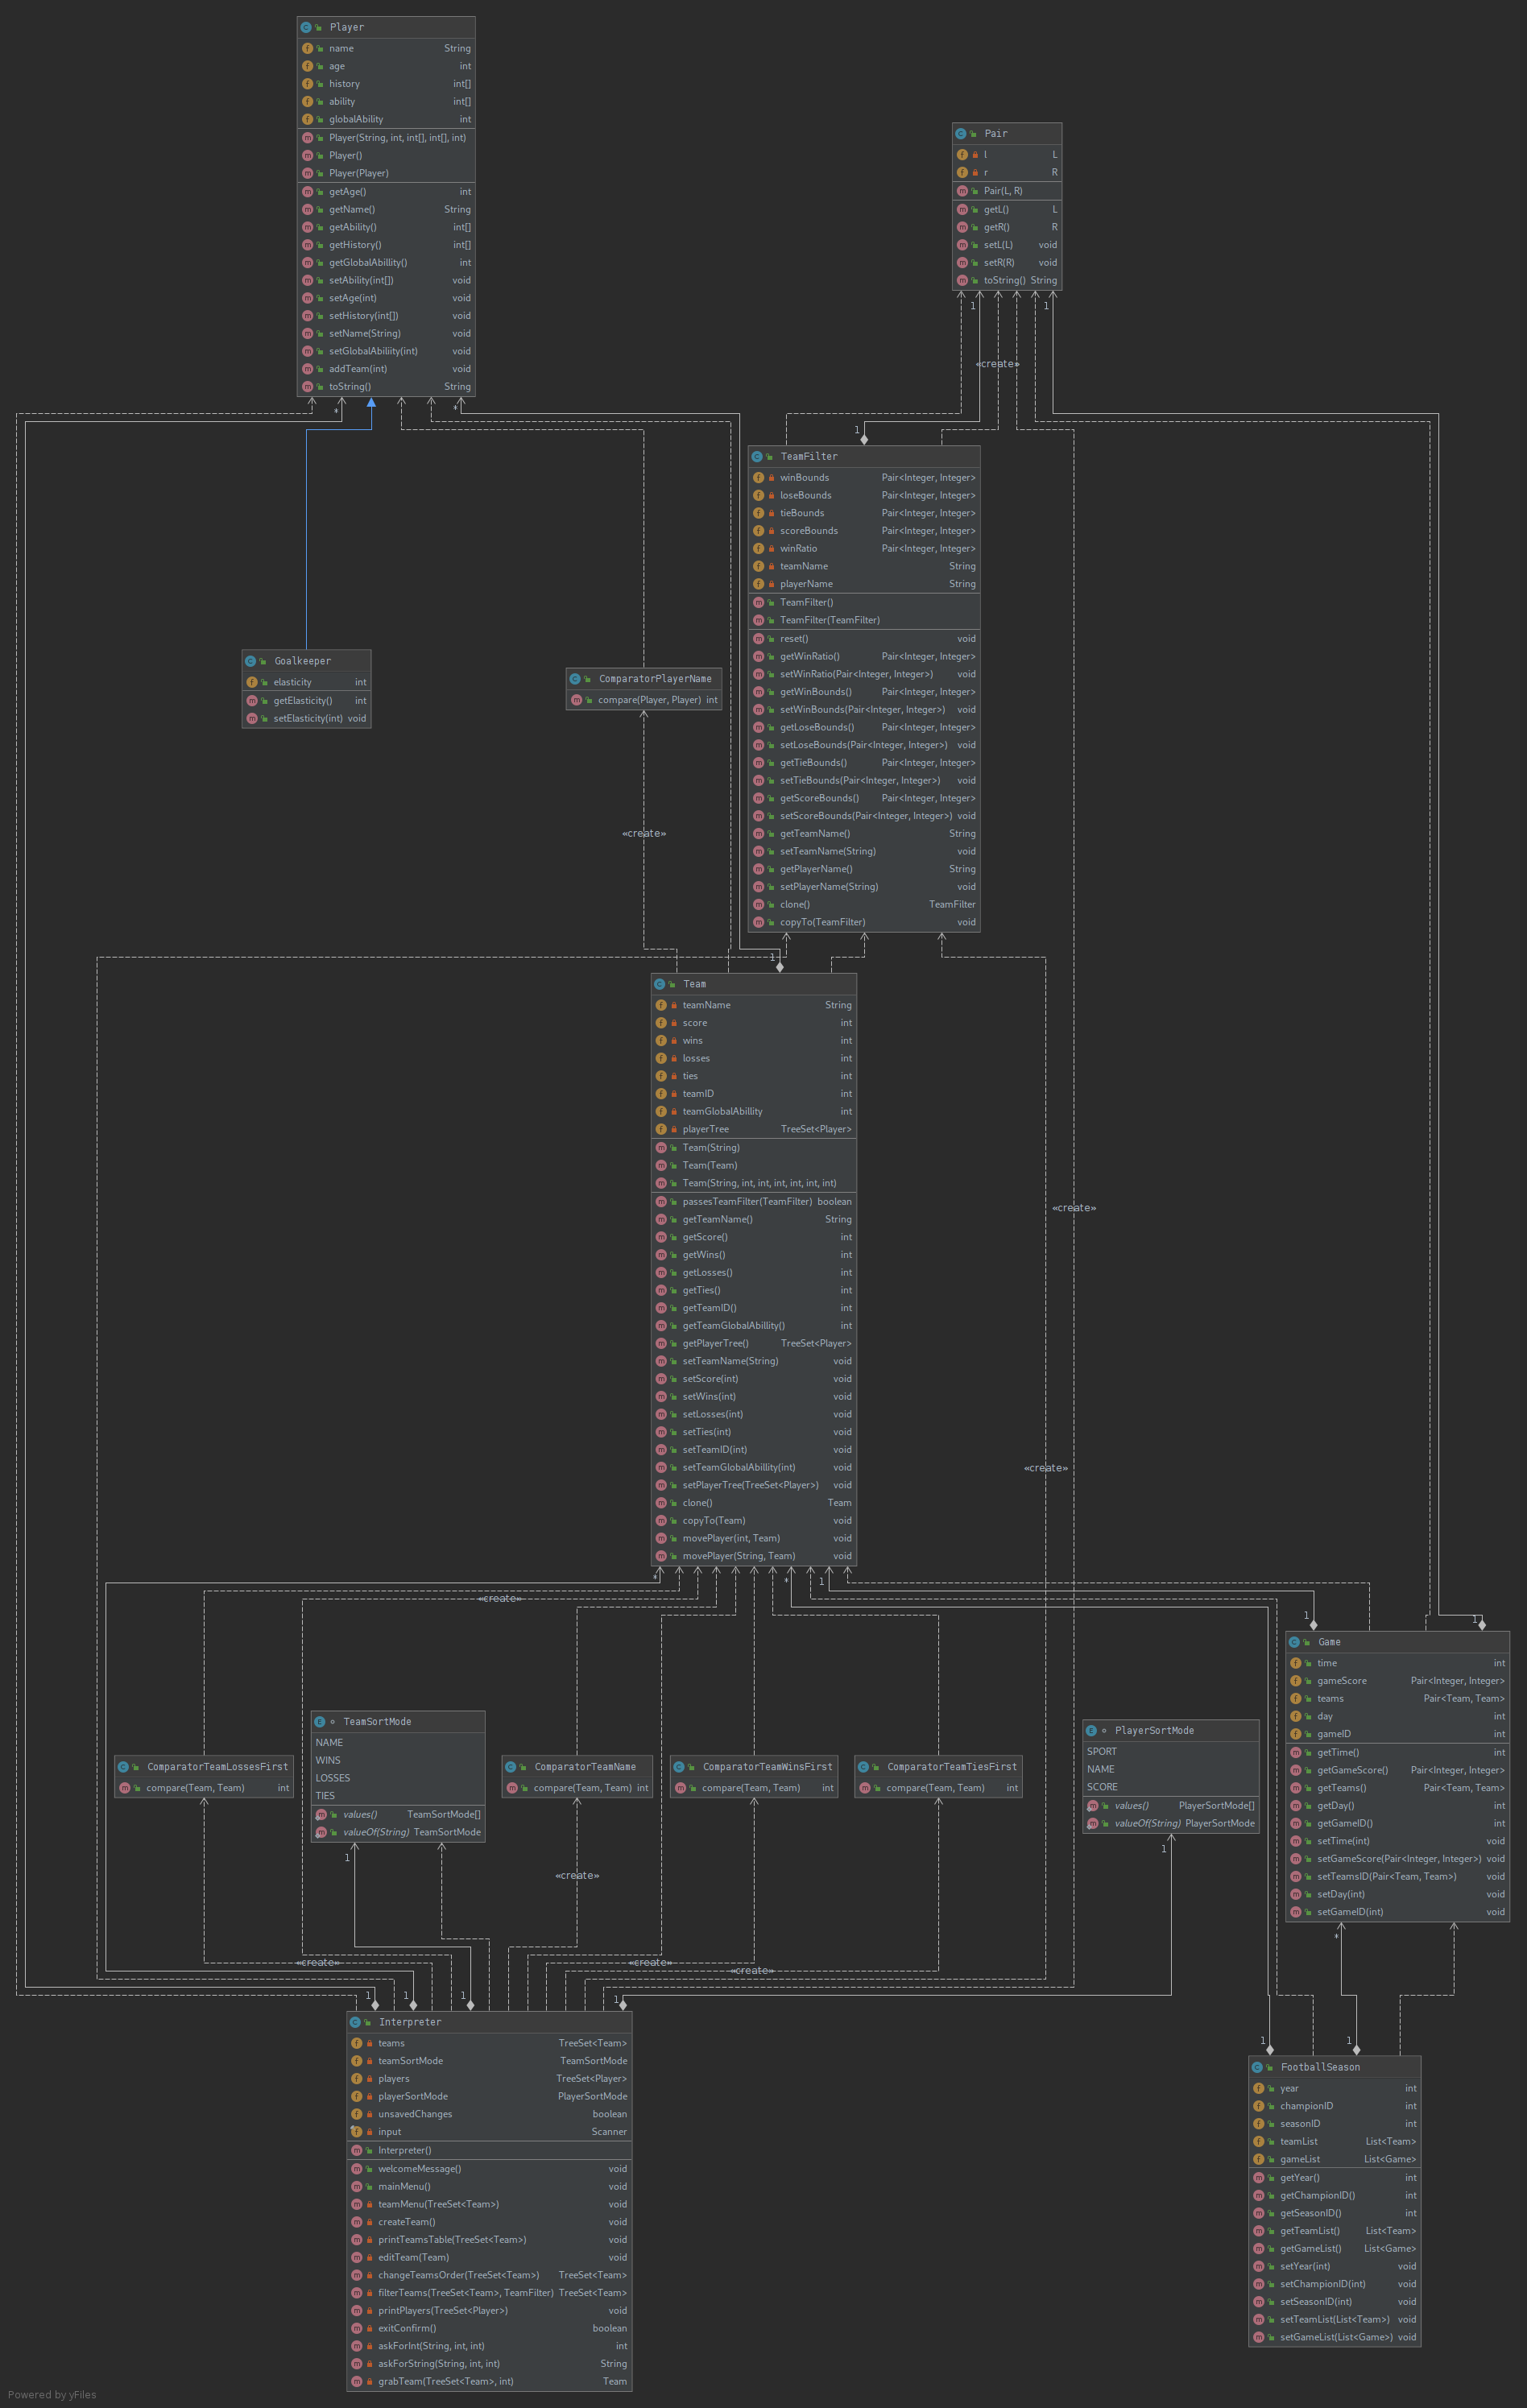 Player
name String
age int
history int[]
ability int[]
globalAbility int
Player(String, int, int[], int[], int)
Player()
Player(Player)
getAge() int
getName() String
getAbility() int[]
getHistory() int[]
getGlobalAbillity() int
setAbility(int[]) void
setAge(int) void
setHistory(int[]) void
setName(String) void
setGlobalAbiliity(int) void
addTeam(int) void
toString() String
Pair
l L
r R
Pair(L, R)
getL() L
getR() R
setL(L) void
setR(R) void
toString() String
1
1
«create»
*
*
1
TeamFilter
winBounds Pair<Integer, Integer>
loseBounds Pair<Integer, Integer>
tieBounds Pair<Integer, Integer>
scoreBounds Pair<Integer, Integer>
winRatio Pair<Integer, Integer>
teamName String
playerName String
TeamFilter()
TeamFilter(TeamFilter)
reset() void
getWinRatio() Pair<Integer, Integer>
setWinRatio(Pair<Integer, Integer>) void
getWinBounds() Pair<Integer, Integer>
setWinBounds(Pair<Integer, Integer>) void
getLoseBounds() Pair<Integer, Integer>
setLoseBounds(Pair<Integer, Integer>) void
getTieBounds() Pair<Integer, Integer>
setTieBounds(Pair<Integer, Integer>) void
getScoreBounds() Pair<Integer, Integer>
setScoreBounds(Pair<Integer, Integer>) void
getTeamName() String
setTeamName(String) void
getPlayerName() String
setPlayerName(String) void
clone() TeamFilter
copyTo(TeamFilter) void
Goalkeeper
elasticity int
getElasticity() int
setElasticity(int) void
ComparatorPlayerName
compare(Player, Player) int
«create»
1
Team
teamName String
score int
wins int
losses int
ties int
teamID int
teamGlobalAbillity int
playerTree TreeSet<Player>
Team(String)
Team(Team)
Team(String, int, int, int, int, int, int)
passesTeamFilter(TeamFilter) boolean
getTeamName() String
getScore() int
getWins() int
getLosses() int
getTies() int
getTeamID() int
getTeamGlobalAbillity() int
getPlayerTree() TreeSet<Player>
setTeamName(String) void
setScore(int) void
setWins(int) void
setLosses(int) void
setTies(int) void
setTeamID(int) void
setTeamGlobalAbillity(int) void
setPlayerTree(TreeSet<Player>) void
clone() Team
copyTo(Team) void
movePlayer(int, Team) void
movePlayer(String, Team) void
«create»
«create»
*
*
1
«create»
1
1
Game
time int
gameScore Pair<Integer, Integer>
teams Pair<Team, Team>
day int
gameID int
getTime() int
getGameScore() Pair<Integer, Integer>
getTeams() Pair<Team, Team>
getDay() int
getGameID() int
setTime(int) void
setGameScore(Pair<Integer, Integer>) void
setTeamsID(Pair<Team, Team>) void
setDay(int) void
setGameID(int) void
ComparatorTeamLossesFirst
compare(Team, Team) int
TeamSortMode
NAME
WINS
LOSSES
TIES
values() TeamSortMode[]
valueOf(String) TeamSortMode
ComparatorTeamName
compare(Team, Team) int
ComparatorTeamWinsFirst
compare(Team, Team) int
ComparatorTeamTiesFirst
compare(Team, Team) int
PlayerSortMode
SPORT
NAME
SCORE
values() PlayerSortMode[]
valueOf(String) PlayerSortMode
1
1
«create»
*
«create»
«create»
«create»
1
1
1
1
Interpreter
teams TreeSet<Team>
teamSortMode TeamSortMode
players TreeSet<Player>
playerSortMode PlayerSortMode
unsavedChanges boolean
input Scanner
Interpreter()
welcomeMessage() void
mainMenu() void
teamMenu(TreeSet<Team>) void
createTeam() void
printTeamsTable(TreeSet<Team>) void
editTeam(Team) void
changeTeamsOrder(TreeSet<Team>) TreeSet<Team>
filterTeams(TreeSet<Team>, TeamFilter) TreeSet<Team>
printPlayers(TreeSet<Player>) void
exitConfirm() boolean
askForInt(String, int, int) int
askForString(String, int, int) String
grabTeam(TreeSet<Team>, int) Team
1
1
FootballSeason
year int
championID int
seasonID int
teamList List<Team>
gameList List<Game>
getYear() int
getChampionID() int
getSeasonID() int
getTeamList() List<Team>
getGameList() List<Game>
setYear(int) void
setChampionID(int) void
setSeasonID(int) void
setTeamList(List<Team>) void
setGameList(List<Game>) void
Powered by yFiles